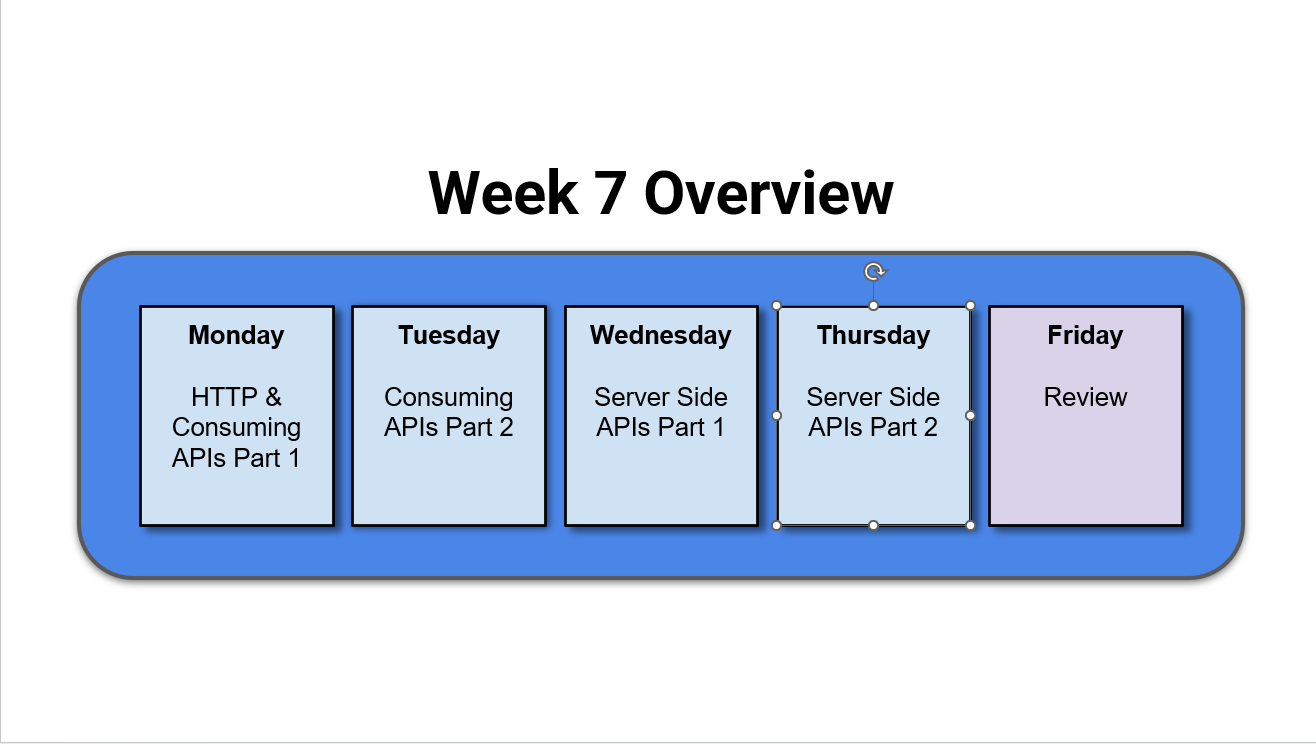 Week 7 Overview
Monday
HTTP &
Consuming
APIs Part 1
Tuesday
Consuming
APIs Part 2
Wednesday
Server Side
APIs Part 1
Thursday
Server Side
APIs Part 2
Friday
Review